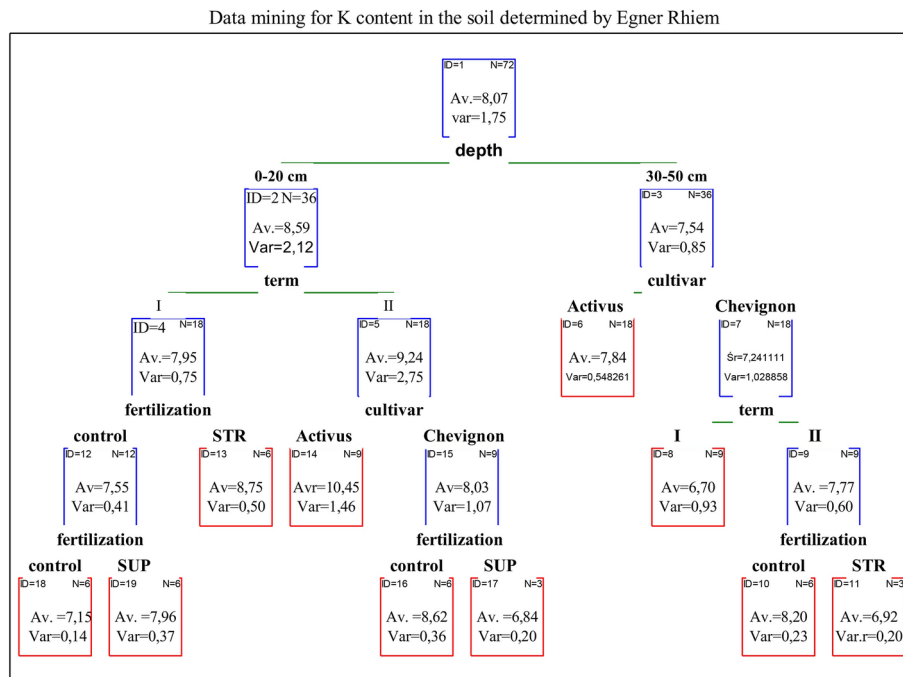 Data mining for K content in the soil determined by Egner Rhiem
ID=1 N=72
Av.=8,07
var=1,75
depth
0-20 cm 30-50 cm
ID=2 N=36 ID=3 N=36
Av.=8,59 Av=7,54
Var=2,12 Var=0,85
term cultivar
I II Activus Chevignon
ID=4 N=18 ID=5 N=18 ID=6 N=18 ID=7 N=18
Av.=7,95 Av.=9,24 Av.=7,84 Śr=7,241111
Var=0,75 Var=2,75 Var=0,548261 Var=1,028858
fertilization cultivar term
control STR Activus Chevignon I II
ID=12 N=12 ID=13 N=6 ID=14 N=9 ID=15 N=9 ID=8 N=9 ID=9 N=9
Av=7,55 Av=8,75 Avr=10,45 Av=8,03 Av=6,70 Av. =7,77
Var=0,41 Var=0,50 Var=1,46 Var=1,07 Var=0,93 Var=0,60
fertilization fertilization fertilization
control SUP control SUP control STR
ID=18 N=6 ID=19 N=6 ID=16 N=6 ID=17 N=3 ID=10 N=6 ID=11 N=3
Av. =7,15 Av. =7,96 Av. =8,62 Av.=6,84 Av. =8,20 Av.=6,92
Var=0,14 Var=0,37 Var=0,36 Var=0,20 Var=0,23 Var.r=0,20